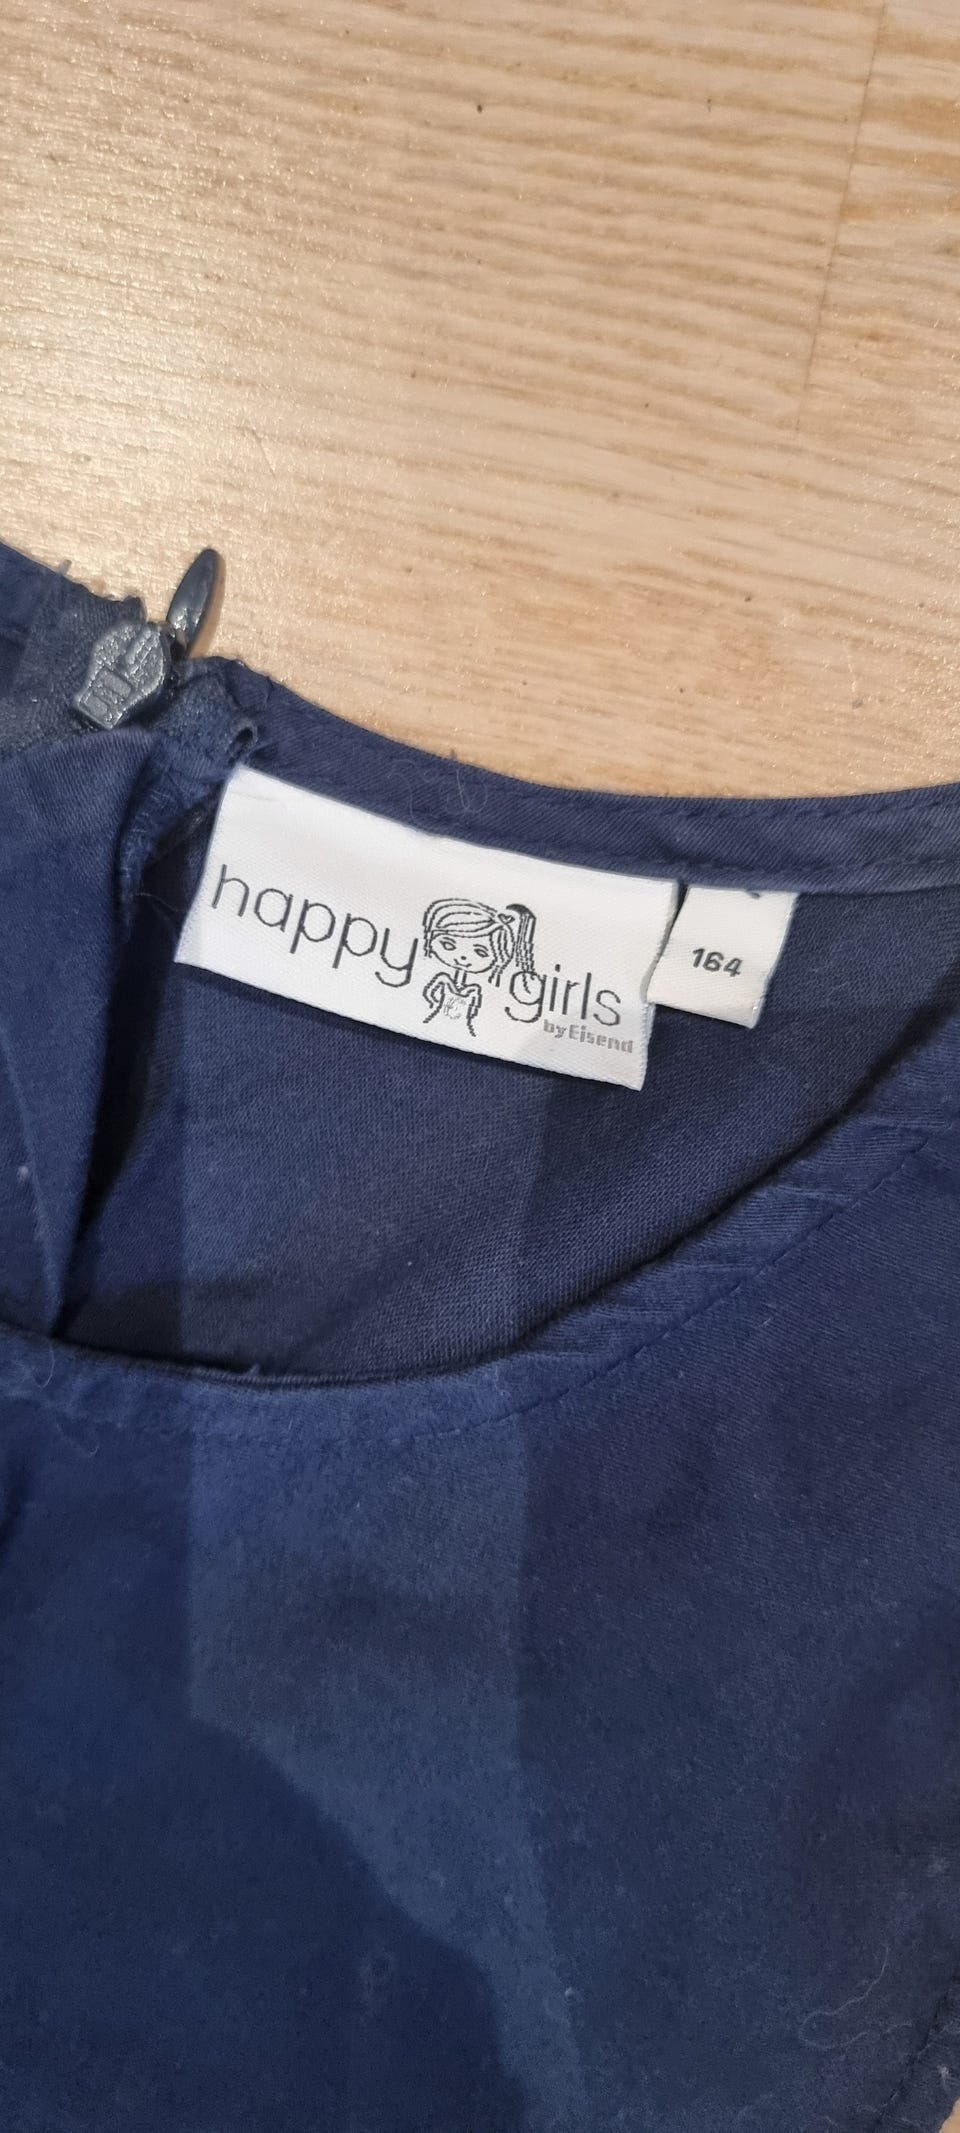 happy girls
by Eisend
164